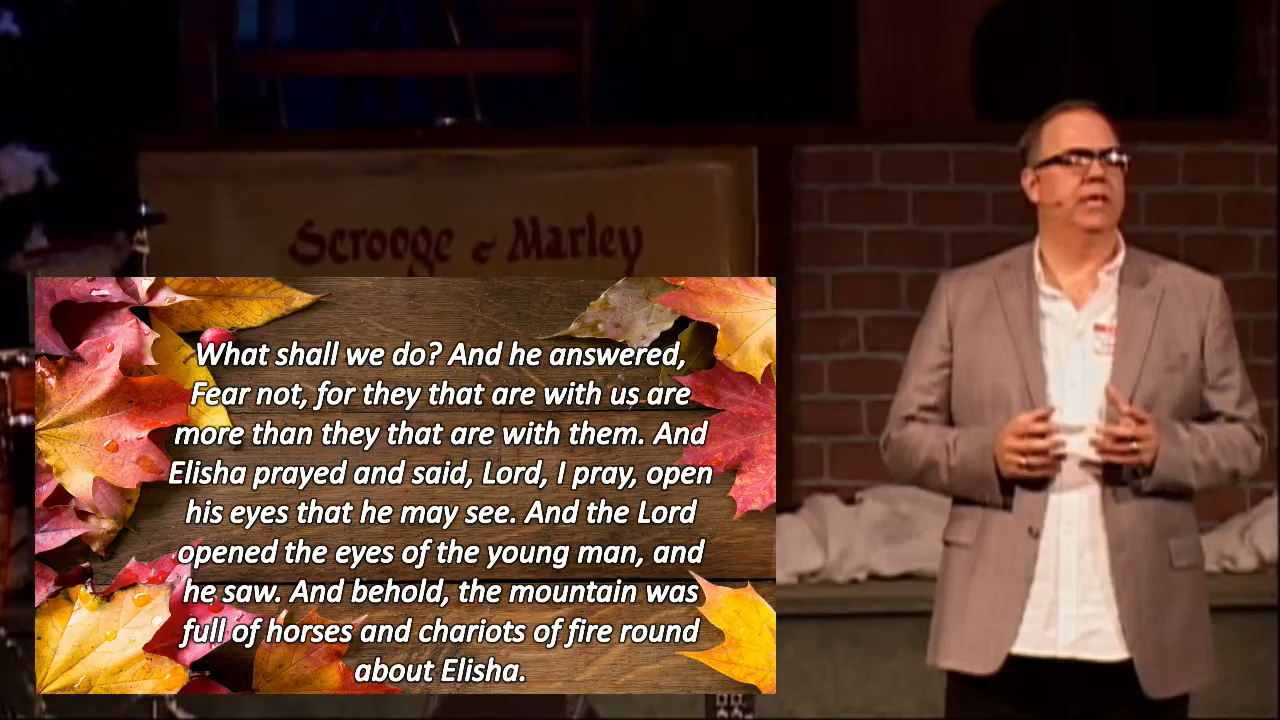 Scrooge & Marley
What shall we do? And he answered,
Fear not, for they that are with us are
more than they that are with them. And
Elisha prayed and said, Lord, I pray, open
his eyes that he may see. And the Lord
opened the eyes of the young man, and
he saw. And behold, the mountain was
full of horses and chariots of fire round
about Elisha.